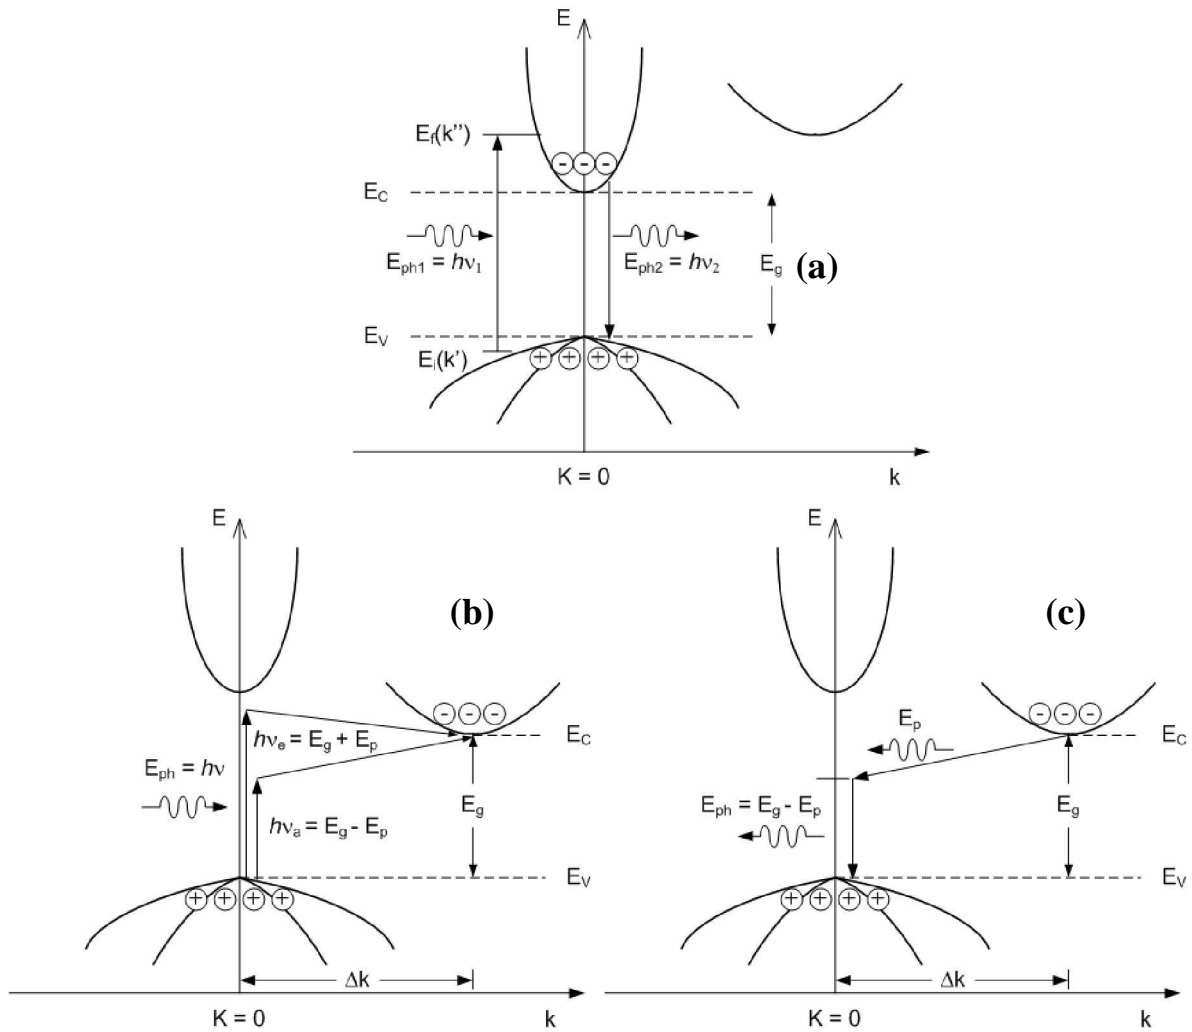 E
E_f(k")
- - -
E_C
E_ph1 = hν_1
E_ph2 = hν_2
E_g
(a)
E_V
E_i(k')
+ + + +
K = 0
k
E
(b)
- - -
hν_e = E_g + E_p
E_C
E_ph = hν
E_g
hν_a = E_g - E_p
E_V
+ + + +
Δk
K = 0
k
E
(c)
- - -
E_p
E_C
E_ph = E_g - E_p
E_g
E_V
+ + + +
Δk
K = 0
k